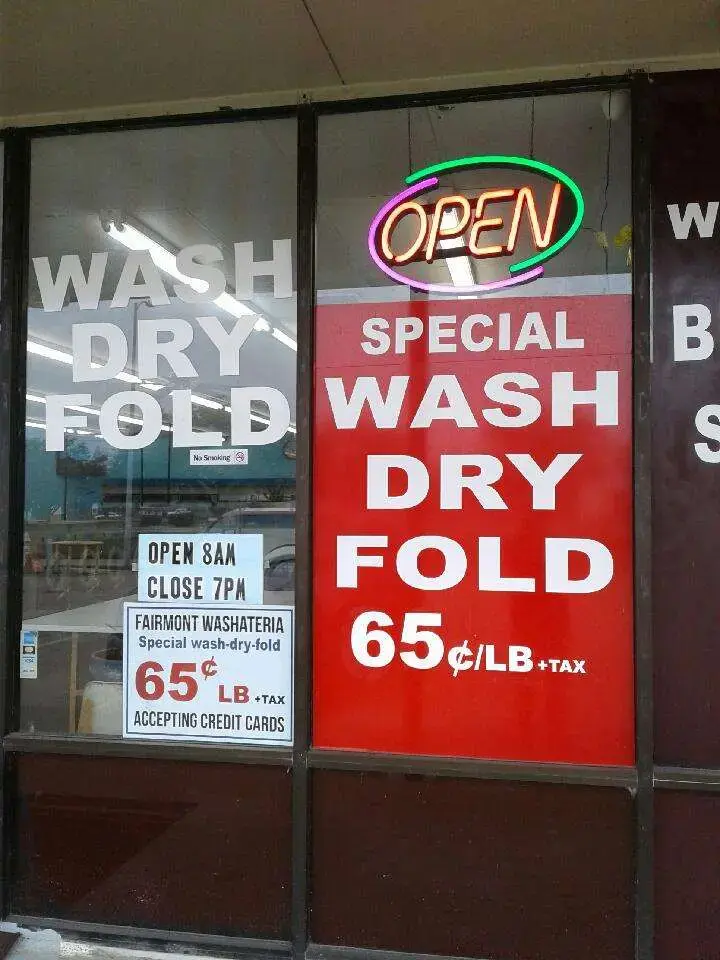 WASH
DRY
FOLD
No Smoking
OPEN 8AM
CLOSE 7PM
FAIRMONT WASHATERIA
Special wash-dry-fold
65¢ LB +TAX
ACCEPTING CREDIT CARDS
OPEN
SPECIAL
WASH
DRY
FOLD
65¢/LB +TAX
W
B
S